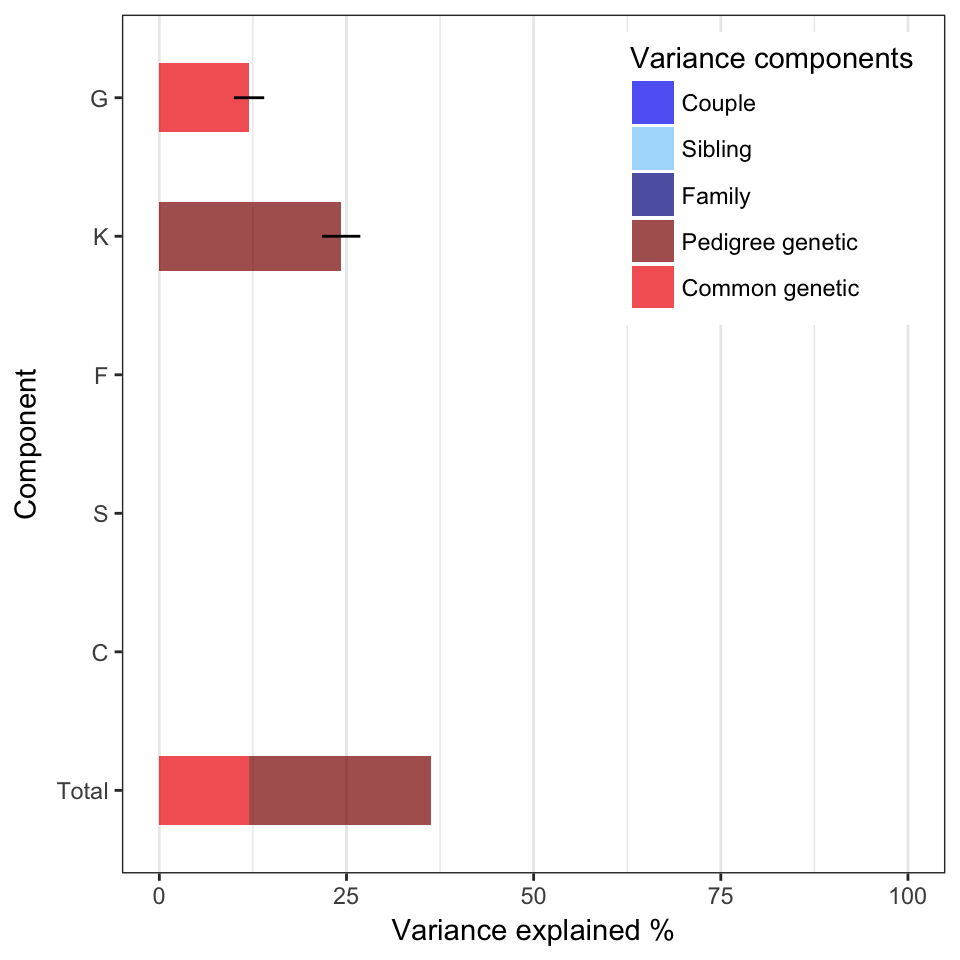 Variance components
Couple
Sibling
Family
Pedigree genetic
Common genetic
G
K
F
S
C
Total
Component
0 25 50 75 100
Variance explained %